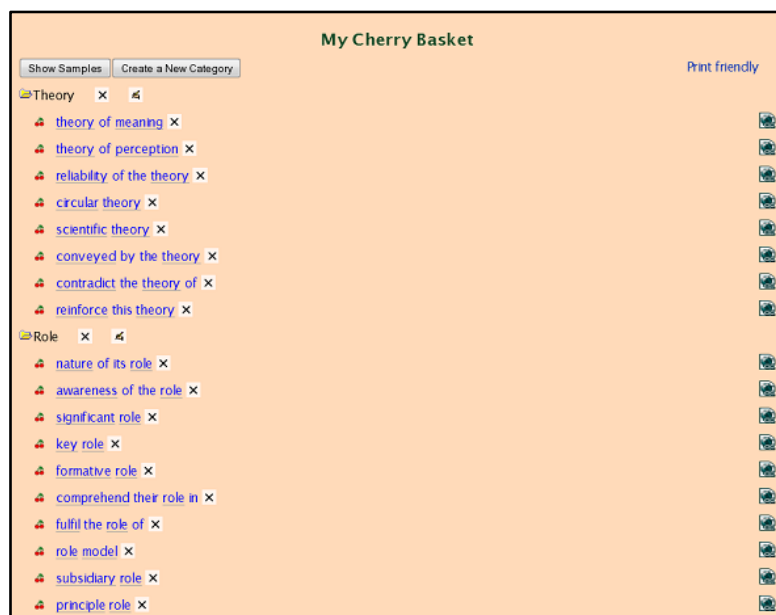 My Cherry Basket
Show Samples Create a New Category Print friendly
Theory
theory of meaning
theory of perception
reliability of the theory
circular theory
scientific theory
conveyed by the theory
contradict the theory of
reinforce this theory
Role
nature of its role
awareness of the role
significant role
key role
formative role
comprehend their role in
fulfil the role of
role model
subsidiary role
principle role